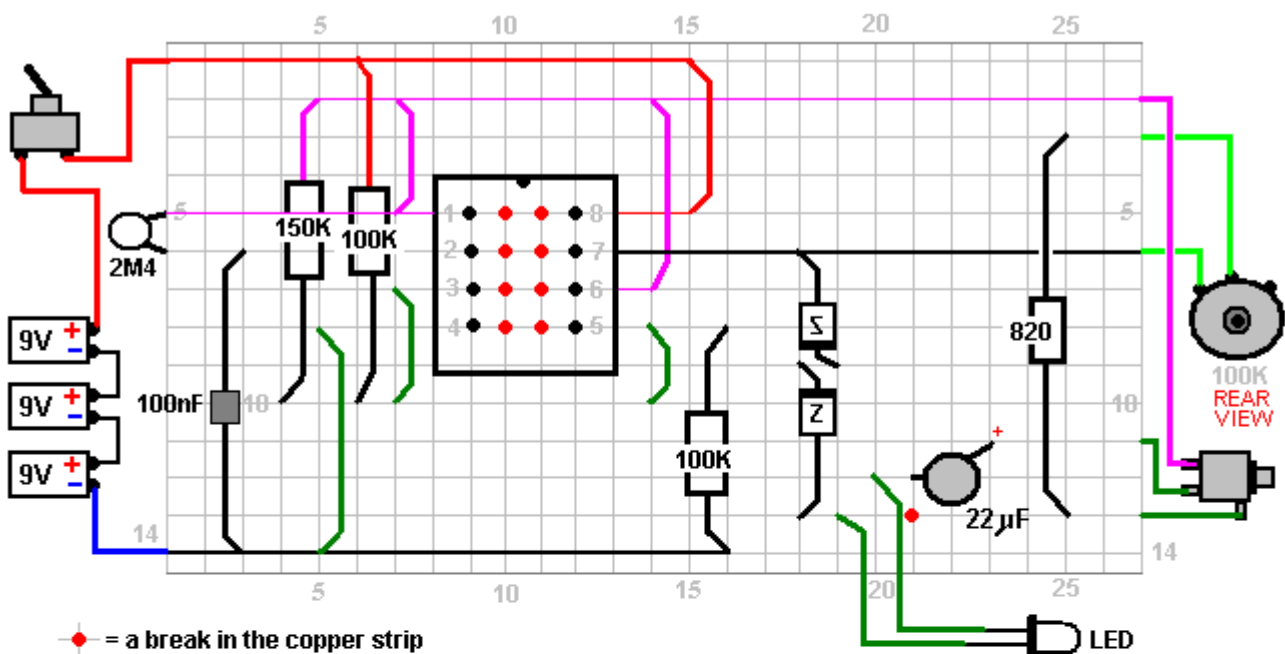 5 10 15 20 25
5 150K 100K 1 8 5
2M4 2 7
3 6
4 5
9V + − 820
Z
100K
REAR
VIEW
9V + −
100nF 10 10
Z
9V + −
100K +
22µF
14 14
5 10 15 20 25
= a break in the copper strip LED